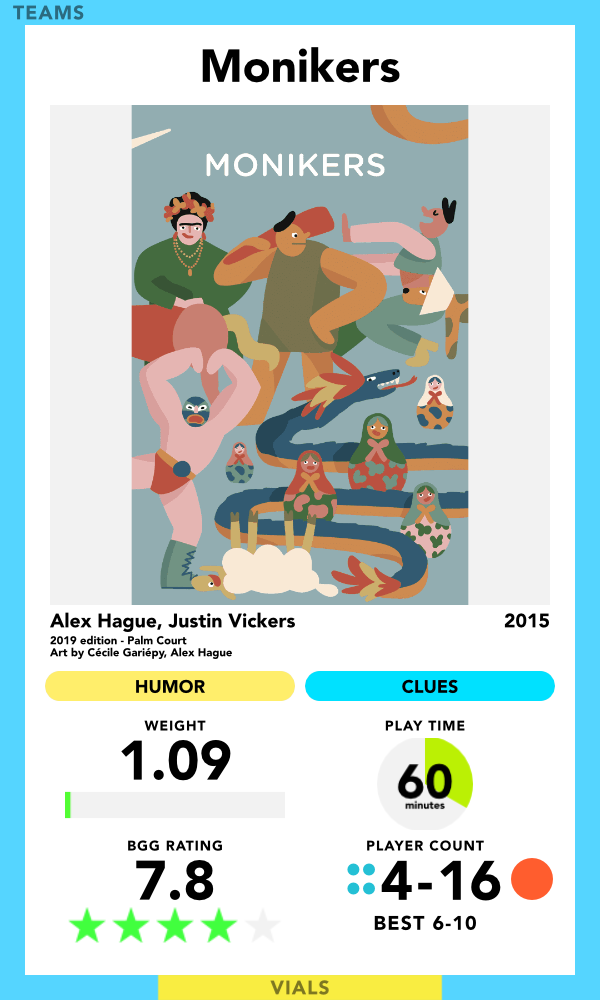 TEAMS
Monikers
MONIKERS
Alex Hague, Justin Vickers 2015
2019 edition - Palm Court
Art by Cécile Gariépy, Alex Hague
HUMOR CLUES
WEIGHT PLAY TIME
1.09 60
minutes
BGG RATING PLAYER COUNT
7.8 4-16
BEST 6-10
VIALS